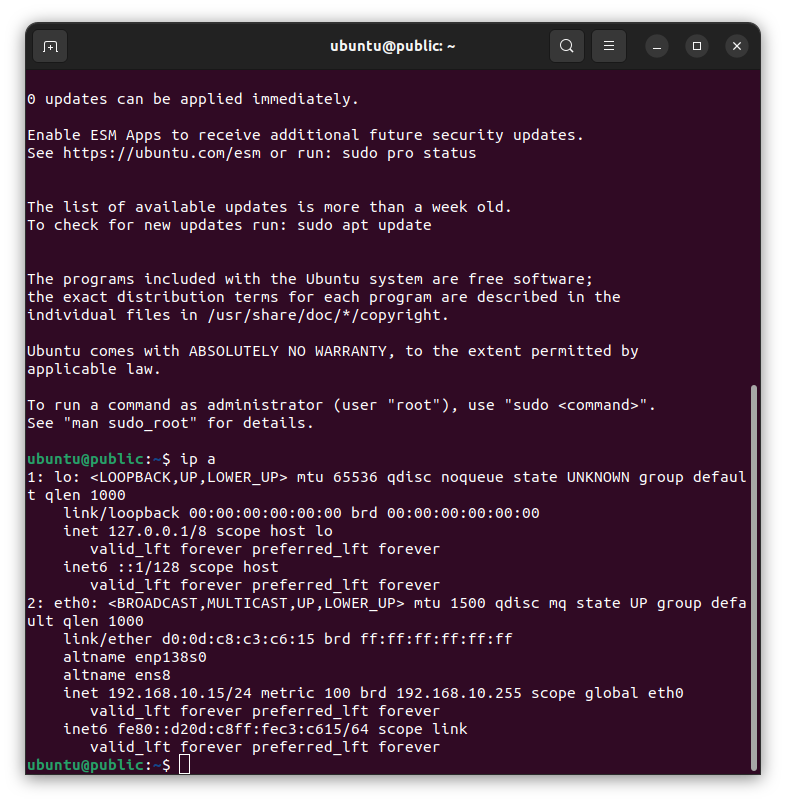 ubuntu@public: ~
0 updates can be applied immediately.
Enable ESM Apps to receive additional future security updates.
See https://ubuntu.com/esm or run: sudo pro status
The list of available updates is more than a week old.
To check for new updates run: sudo apt update
The programs included with the Ubuntu system are free software;
the exact distribution terms for each program are described in the
individual files in /usr/share/doc/*/copyright.
Ubuntu comes with ABSOLUTELY NO WARRANTY, to the extent permitted by
applicable law.
To run a command as administrator (user "root"), use "sudo <command>".
See "man sudo_root" for details.
ubuntu@public:~$ ip a
1: lo: <LOOPBACK,UP,LOWER_UP> mtu 65536 qdisc noqueue state UNKNOWN group defaul
t qlen 1000
    link/loopback 00:00:00:00:00:00 brd 00:00:00:00:00:00
    inet 127.0.0.1/8 scope host lo
       valid_lft forever preferred_lft forever
    inet6 ::1/128 scope host
       valid_lft forever preferred_lft forever
2: eth0: <BROADCAST,MULTICAST,UP,LOWER_UP> mtu 1500 qdisc mq state UP group defa
ult qlen 1000
    link/ether d0:0d:c8:c3:c6:15 brd ff:ff:ff:ff:ff:ff
    altname enp138s0
    altname ens8
    inet 192.168.10.15/24 metric 100 brd 192.168.10.255 scope global eth0
       valid_lft forever preferred_lft forever
    inet6 fe80::d20d:c8ff:fec3:c615/64 scope link
       valid_lft forever preferred_lft forever
ubuntu@public:~$